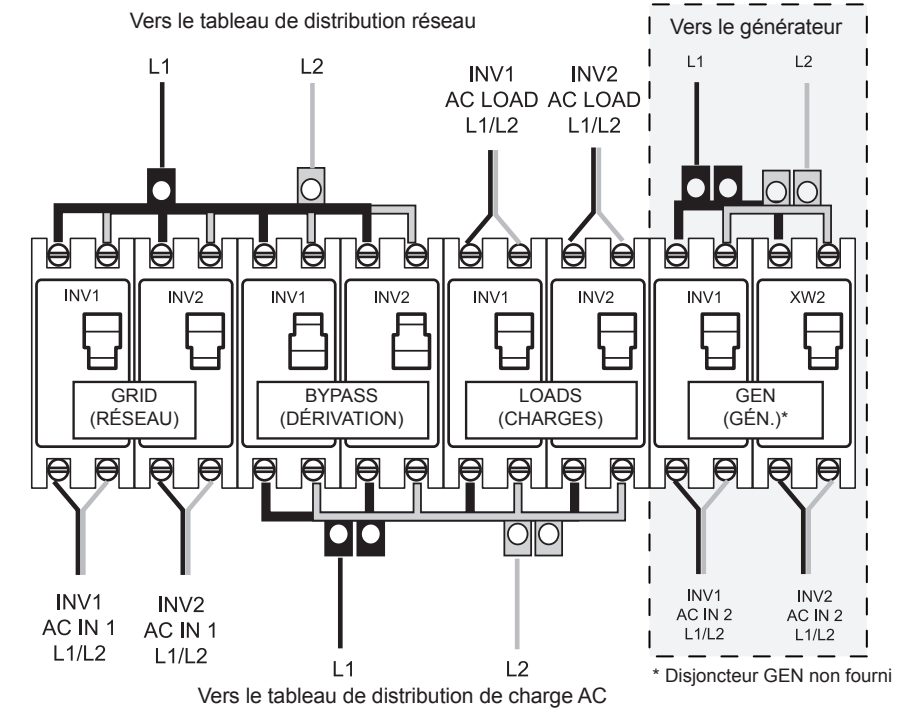 Vers le tableau de distribution réseau
Vers le générateur
L1
L2
INV1
AC LOAD
L1/L2
INV2
AC LOAD
L1/L2
L1
L2
INV1
INV2
INV1
INV2
INV1
INV2
INV1
XW2
GRID
(RÉSEAU)
BYPASS
(DÉRIVATION)
LOADS
(CHARGES)
GEN
(GÉN.)*
INV1
AC IN 1
L1/L2
INV2
AC IN 1
L1/L2
INV1
AC IN 2
L1/L2
INV2
AC IN 2
L1/L2
L1
L2
* Disjoncteur GEN non fourni
Vers le tableau de distribution de charge AC